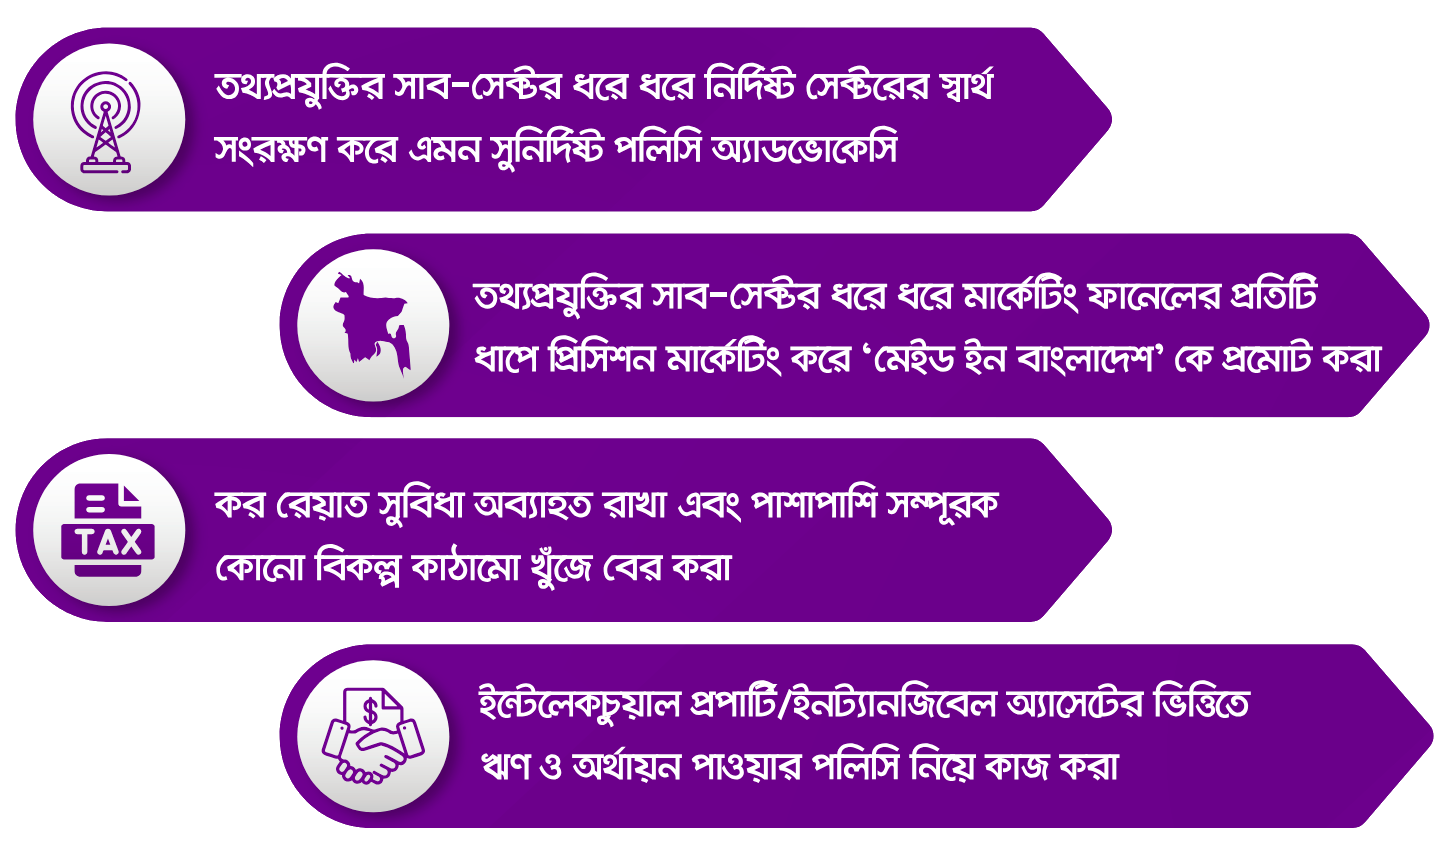 তথ্যপ্রযুক্তির সাব-সেক্টর ধরে ধরে নির্দিষ্ট সেক্টরের স্বার্থ
সংরক্ষণ করে এমন সুনির্দিষ্ট পলিসি অ্যাডভোকেসি
তথ্যপ্রযুক্তির সাব-সেক্টর ধরে ধরে মার্কেটিং ফানেলের প্রতিটি
ধাপে প্রিসিশন মার্কেটিং করে ‘মেইড ইন বাংলাদেশ’ কে প্রমোট করা
TAX
কর রেয়াত সুবিধা অব্যাহত রাখা এবং পাশাপাশি সম্পূরক
কোনো বিকল্প কাঠামো খুঁজে বের করা
$
ইন্টেলেকচুয়াল প্রপার্টি/ইনট্যানজিবেল অ্যাসেটের ভিত্তিতে
ঋণ ও অর্থায়ন পাওয়ার পলিসি নিয়ে কাজ করা